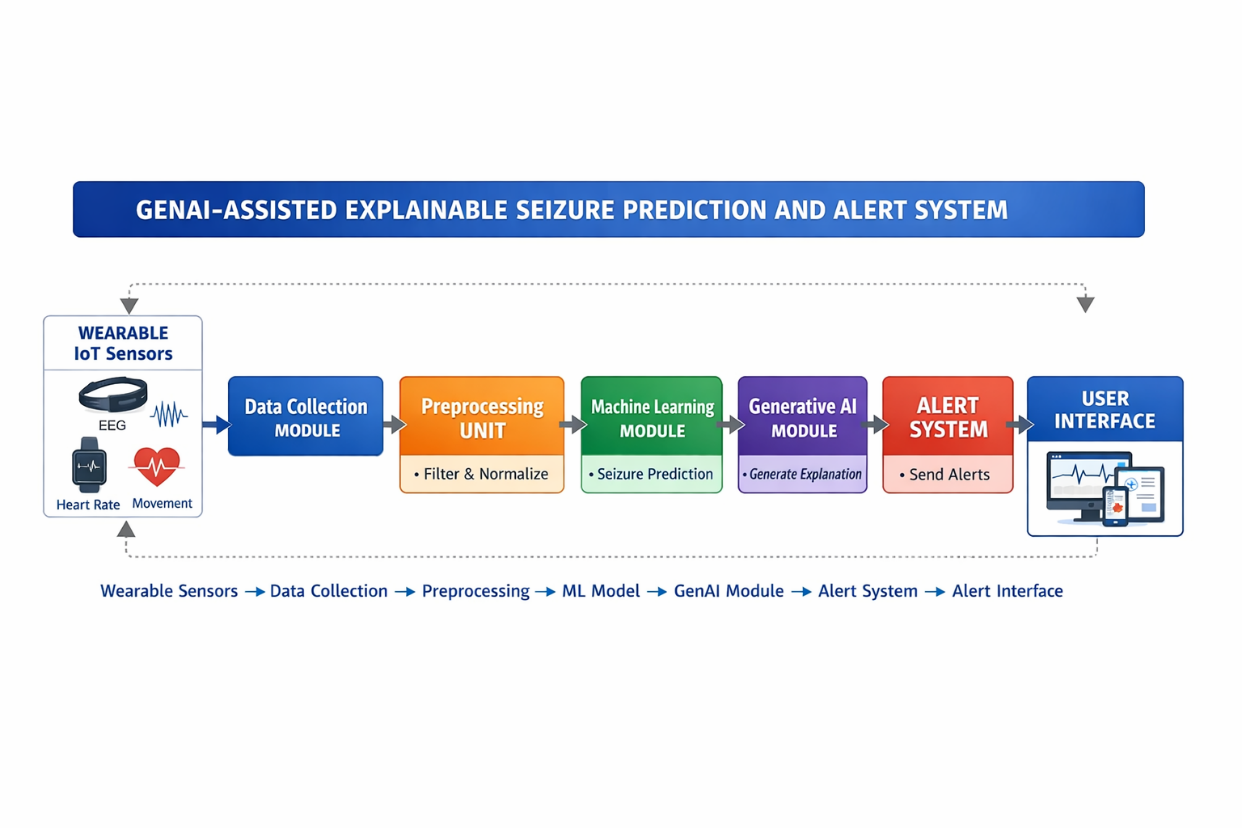 GENAI-ASSISTED EXPLAINABLE SEIZURE PREDICTION AND ALERT SYSTEM
WEARABLE
IoT Sensors
EEG
Heart Rate
Movement
Data Collection
MODULE
Preprocessing
UNIT
• Filter & Normalize
Machine Learning
MODULE
• Seizure Prediction
Generative AI
MODULE
• Generate Explanation
ALERT
SYSTEM
• Send Alerts
USER
INTERFACE
Wearable Sensors → Data Collection → Preprocessing → ML Model → GenAI Module → Alert System → Alert Interface